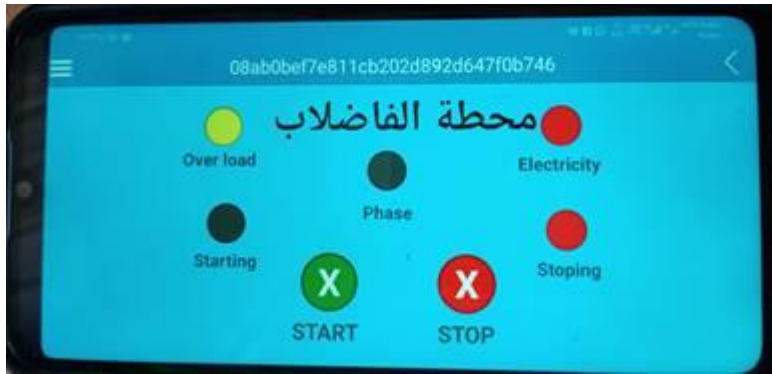 08ab0bef7e811cb202d892d647f0b746
محطة الفاضلاب
Over load
Electricity
Phase
Starting
Stoping
X
X
START
STOP